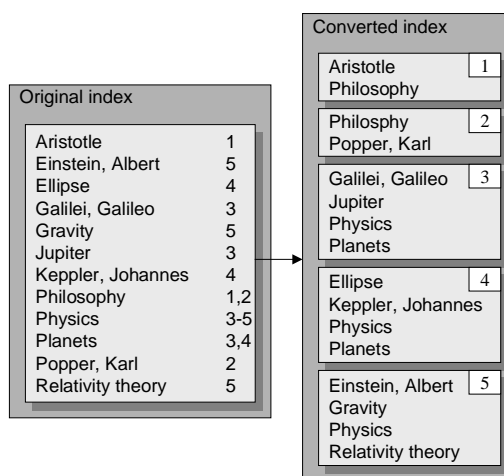 Original index
Aristotle 1
Einstein, Albert 5
Ellipse 4
Galilei, Galileo 3
Gravity 5
Jupiter 3
Keppler, Johannes 4
Philosophy 1,2
Physics 3-5
Planets 3,4
Popper, Karl 2
Relativity theory 5
Converted index
Aristotle 1
Philosophy
Philosphy 2
Popper, Karl
Galilei, Galileo 3
Jupiter
Physics
Planets
Ellipse 4
Keppler, Johannes
Physics
Planets
Einstein, Albert 5
Gravity
Physics
Relativity theory